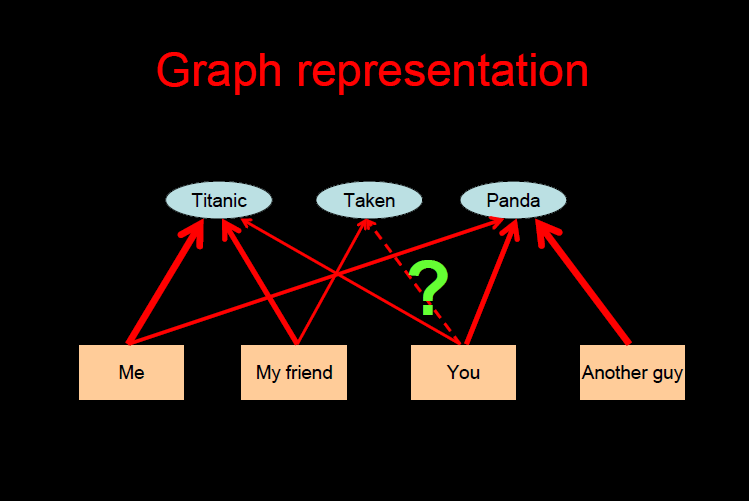 Graph representation
Titanic
Taken
Panda
?
Me
My friend
You
Another guy